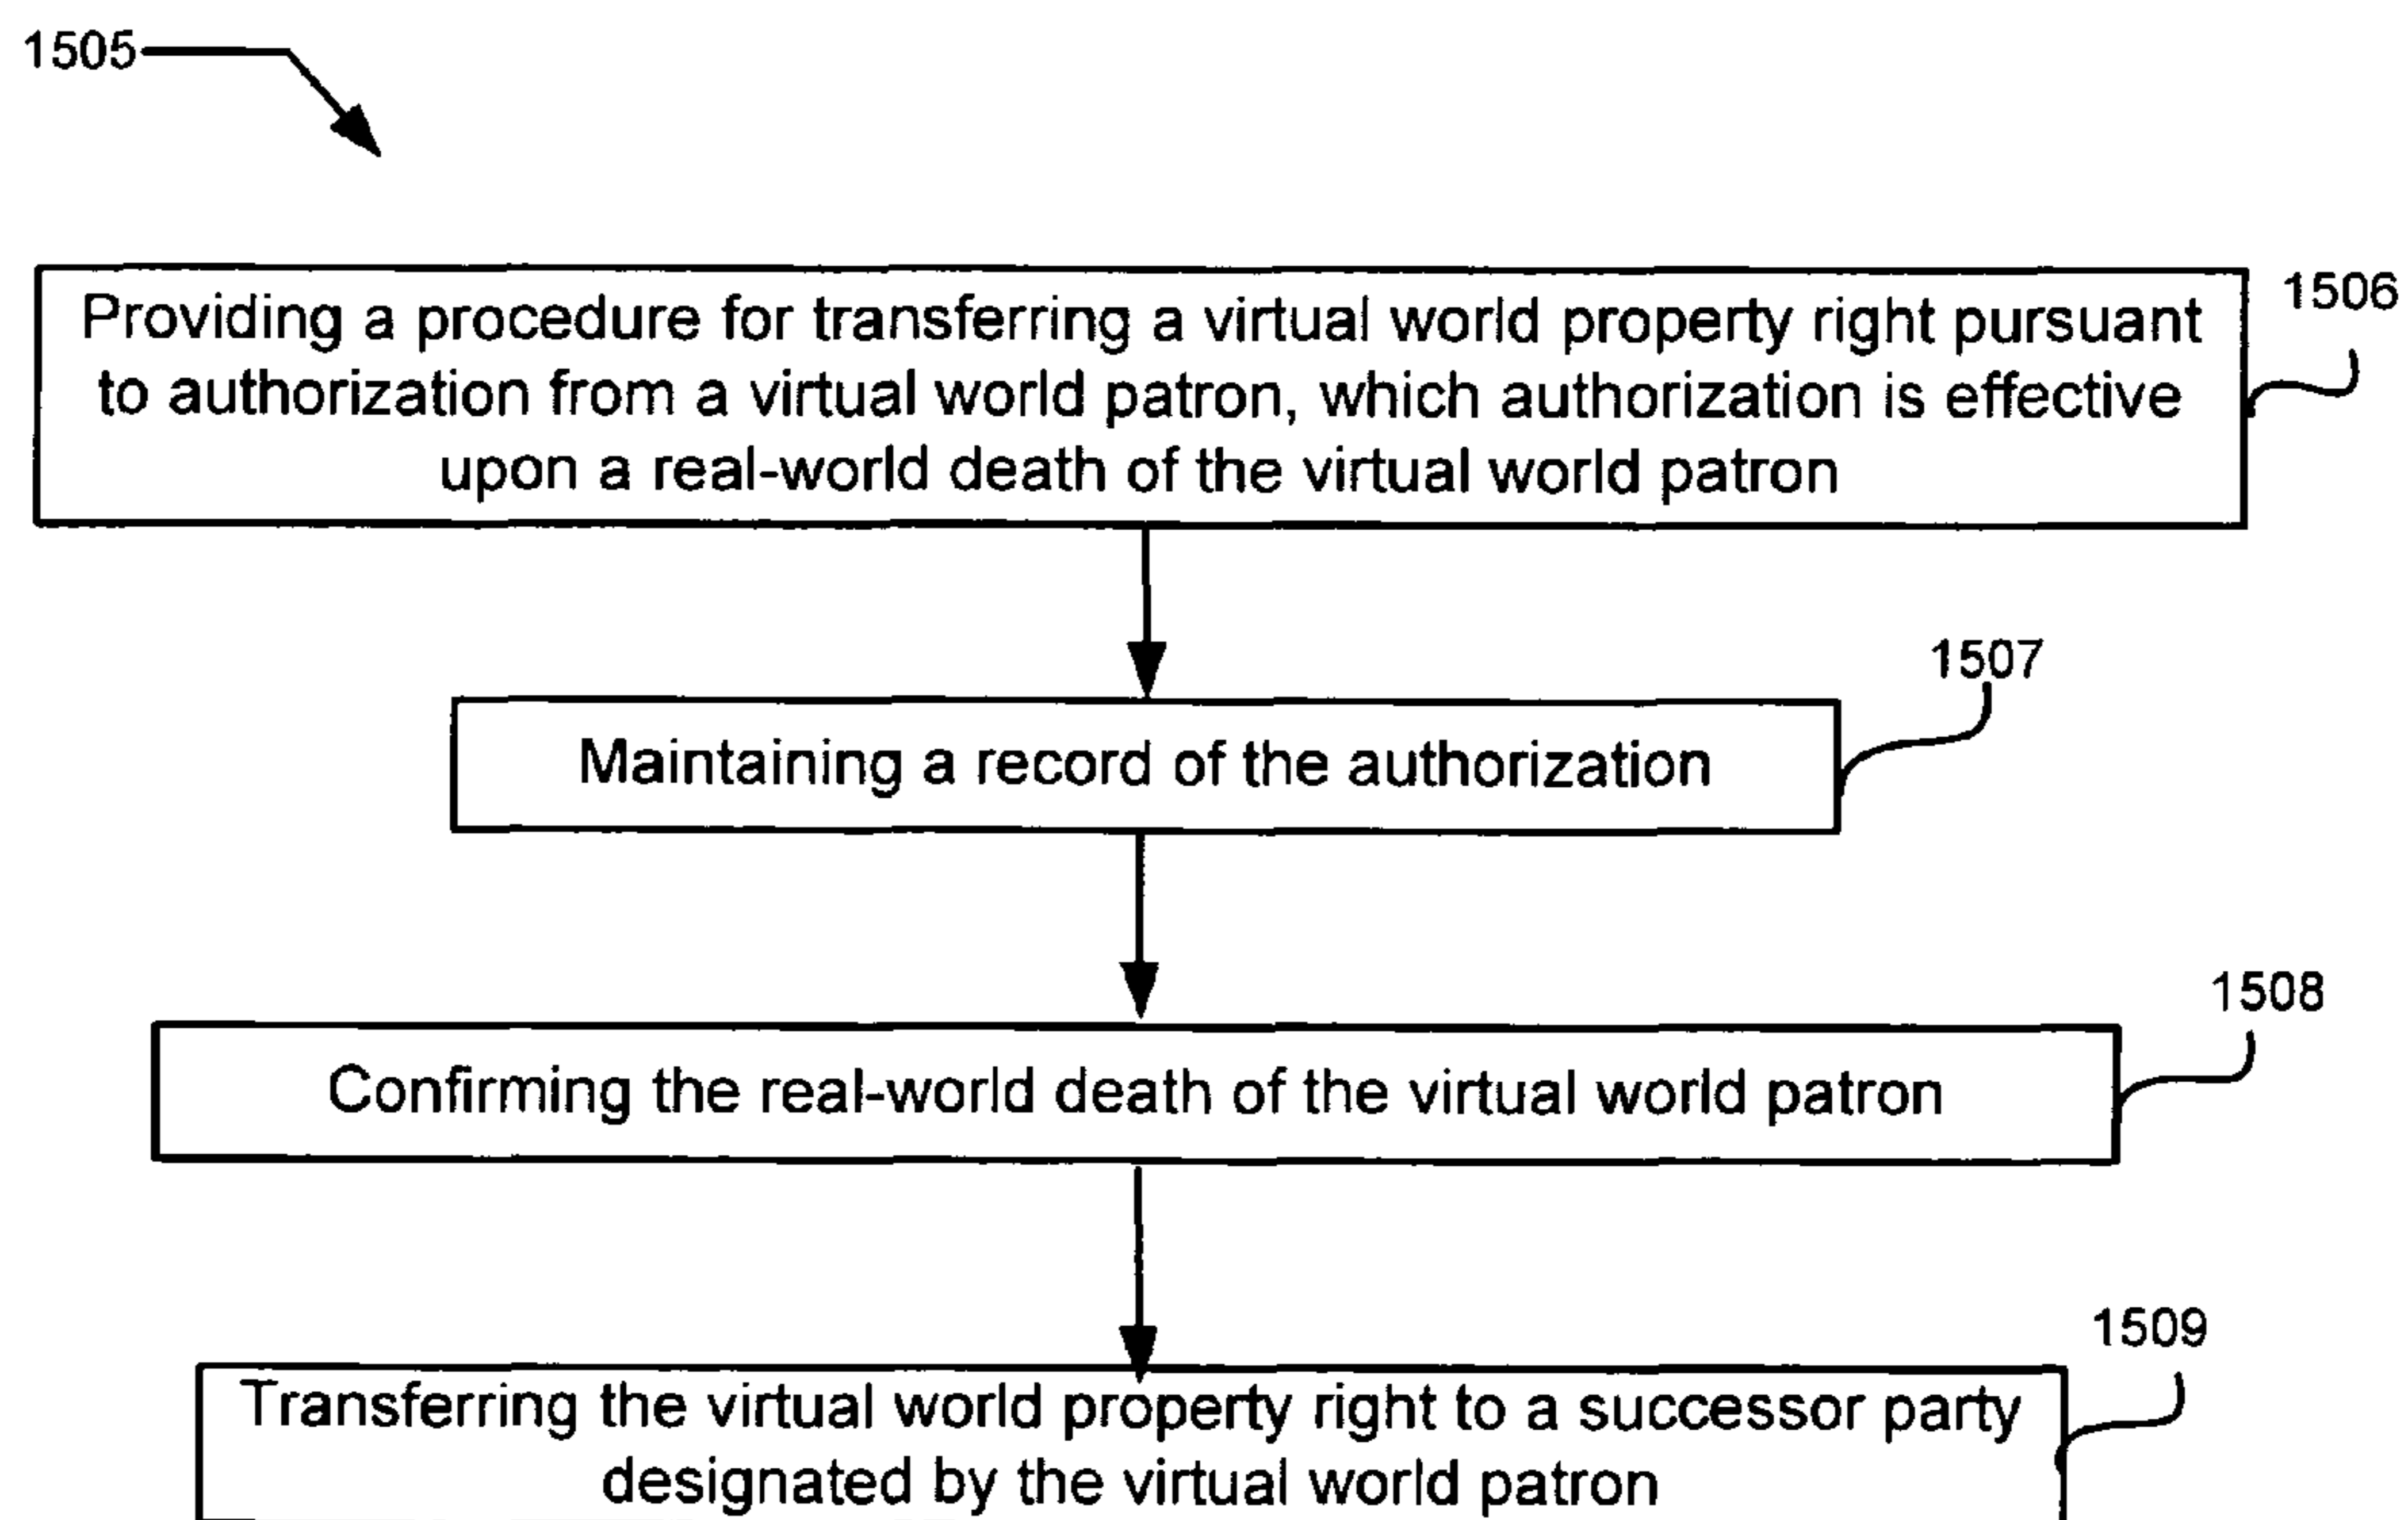 1505
Providing a procedure for transferring a virtual world property right pursuant
to authorization from a virtual world patron, which authorization is effective
upon a real-world death of the virtual world patron
1506
1507
Maintaining a record of the authorization
1508
Confirming the real-world death of the virtual world patron
1509
Transferring the virtual world property right to a successor party
designated by the virtual world patron